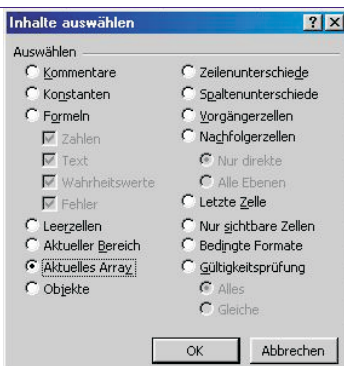 Inhalte auswählen
Auswählen
Kommentare
Konstanten
Formeln
Zahlen
Text
Wahrheitswerte
Fehler
Leerzellen
Aktueller Bereich
Aktuelles Array
Objekte
Zeilenunterschiede
Spaltenunterschiede
Vorgängerzellen
Nachfolgerzellen
Nur direkte
Alle Ebenen
Letzte Zelle
Nur sichtbare Zellen
Bedingte Formate
Gültigkeitsprüfung
Alles
Gleiche
OK
Abbrechen